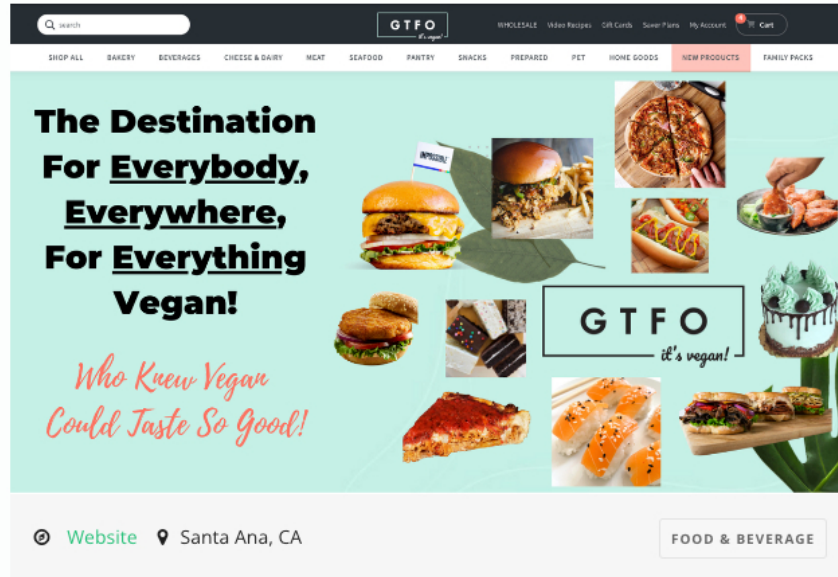 search
GTFO
it's vegan!
WHOLESALE Video Recipes Gift Cards Saver Plans My Account Cart
SHOP ALL BAKERY BEVERAGES CHEESE & DAIRY MEAT SEAFOOD PANTRY SNACKS PREPARED PET HOME GOODS NEW PRODUCTS FAMILY PACKS
The Destination
For Everybody,
Everywhere,
For Everything
Vegan!
Who Knew Vegan
Could Taste So Good!
IMPOSSIBLE
GTFO
it's vegan!
Website Santa Ana, CA
FOOD & BEVERAGE